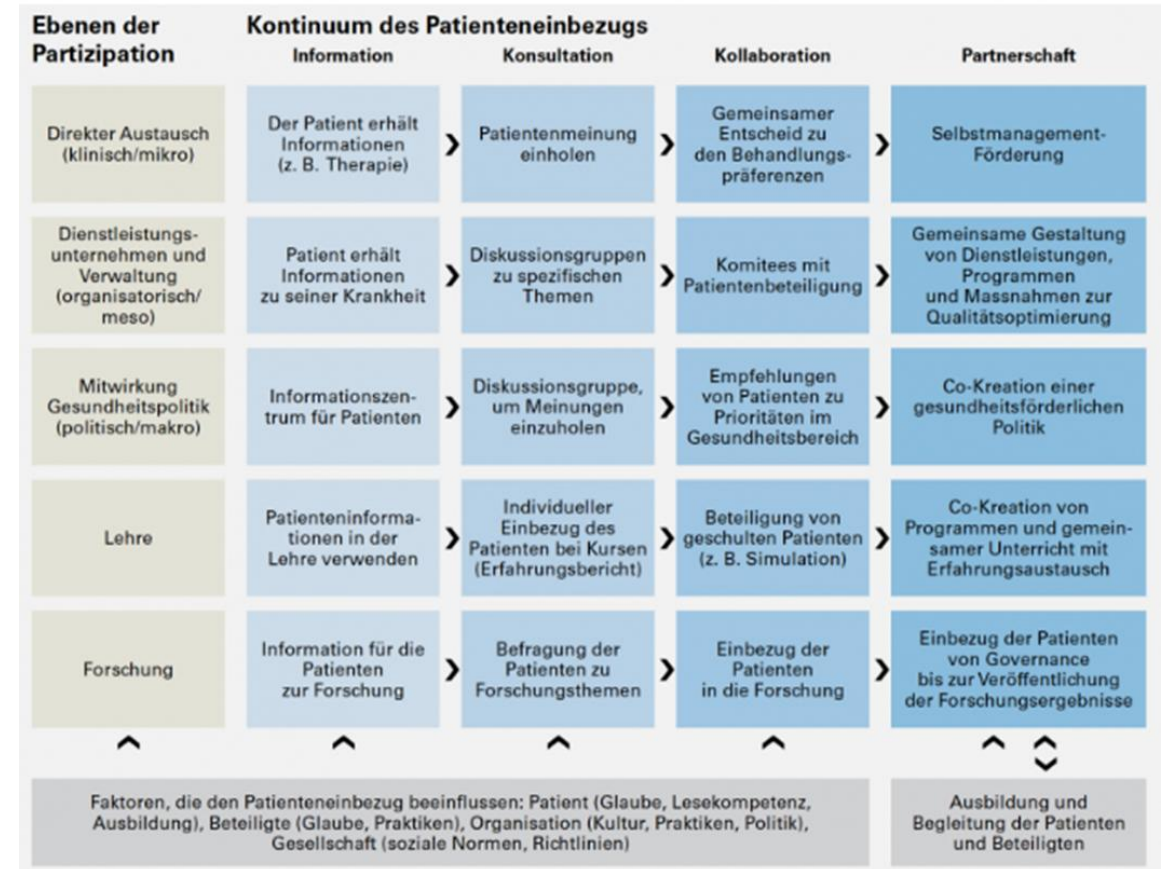 Ebenen der
Partizipation
Kontinuum des Patienteneinbezugs
Information
Konsultation
Kollaboration
Partnerschaft
Direkter Austausch
(klinisch/mikro)
Der Patient erhält
Informationen
(z. B. Therapie)
Patientenmeinung
einholen
Gemeinsamer
Entscheid zu
den Behandlungs-
präferenzen
Selbstmanagement-
Förderung
Dienstleistungs-
unternehmen und
Verwaltung
(organisatorisch/
meso)
Patient erhält
Informationen
zu seiner Krankheit
Diskussionsgruppen
zu spezifischen
Themen
Komitees mit
Patientenbeteiligung
Gemeinsame Gestaltung
von Dienstleistungen,
Programmen
und Massnahmen zur
Qualitätsoptimierung
Mitwirkung
Gesundheitspolitik
(politisch/makro)
Informationszen-
trum für Patienten
Diskussionsgruppe,
um Meinungen
einzuholen
Empfehlungen
von Patienten zu
Prioritäten im
Gesundheitsbereich
Co-Kreation einer
gesundheitsförderlichen
Politik
Lehre
Patienteninforma-
tionen in der
Lehre verwenden
Individueller
Einbezug des
Patienten bei Kursen
(Erfahrungsbericht)
Beteiligung von
geschulten Patienten
(z. B. Simulation)
Co-Kreation von
Programmen und gemein-
samer Unterricht mit
Erfahrungsaustausch
Forschung
Information für die
Patienten
zur Forschung
Befragung der
Patienten zu
Forschungsthemen
Einbezug der
Patienten
in die Forschung
Einbezug der Patienten
von Governance
bis zur Veröffentlichung
der Forschungsergebnisse
Faktoren, die den Patienteneinbezug beeinflussen: Patient (Glaube, Lesekompetenz,
Ausbildung), Beteiligte (Glaube, Praktiken), Organisation (Kultur, Praktiken, Politik),
Gesellschaft (soziale Normen, Richtlinien)
Ausbildung und
Begleitung der Patienten
und Beteiligten